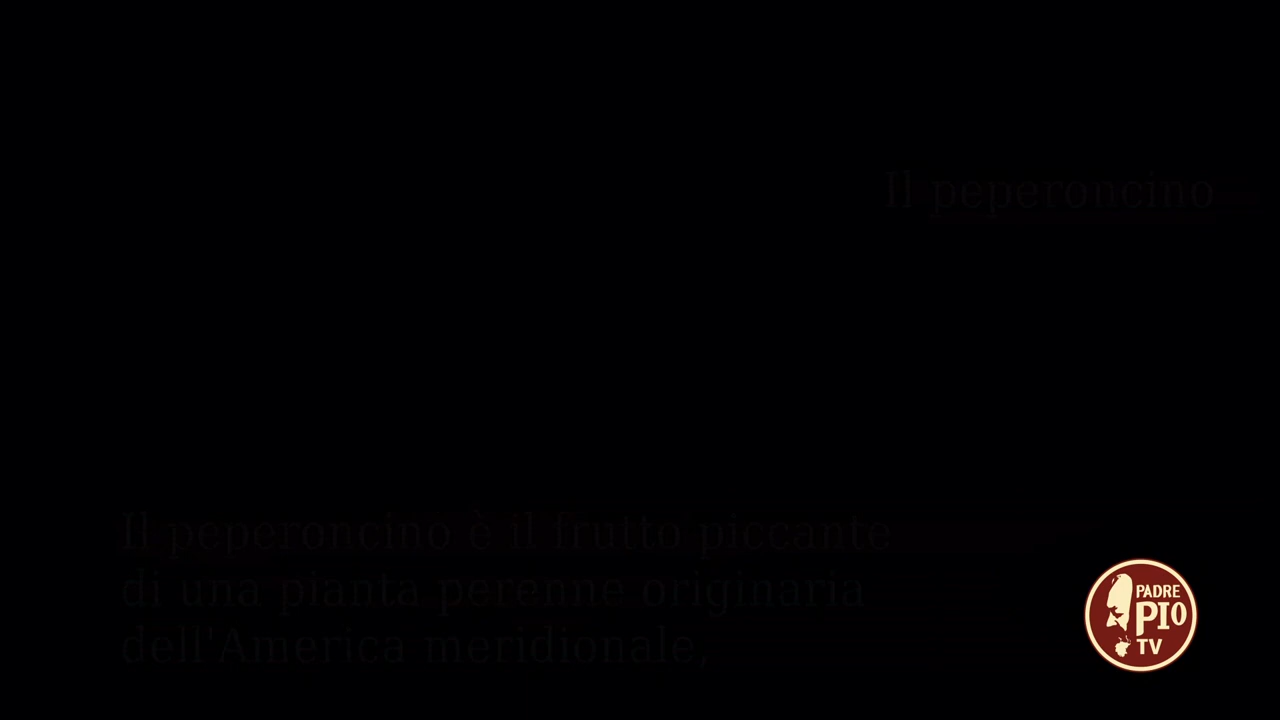 Il peperoncino
Il peperoncino è il frutto piccante
di una pianta perenne originaria
dell'America meridionale,
PADRE
PIO
TV